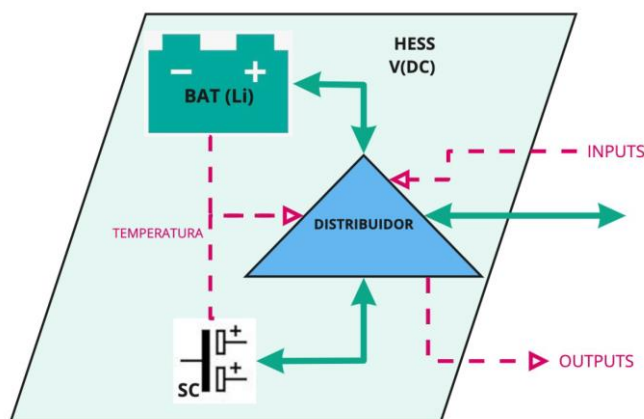 HESS
V(DC)
− +
BAT (Li)
INPUTS
DISTRIBUIDOR
TEMPERATURA
+
SC
+
OUTPUTS